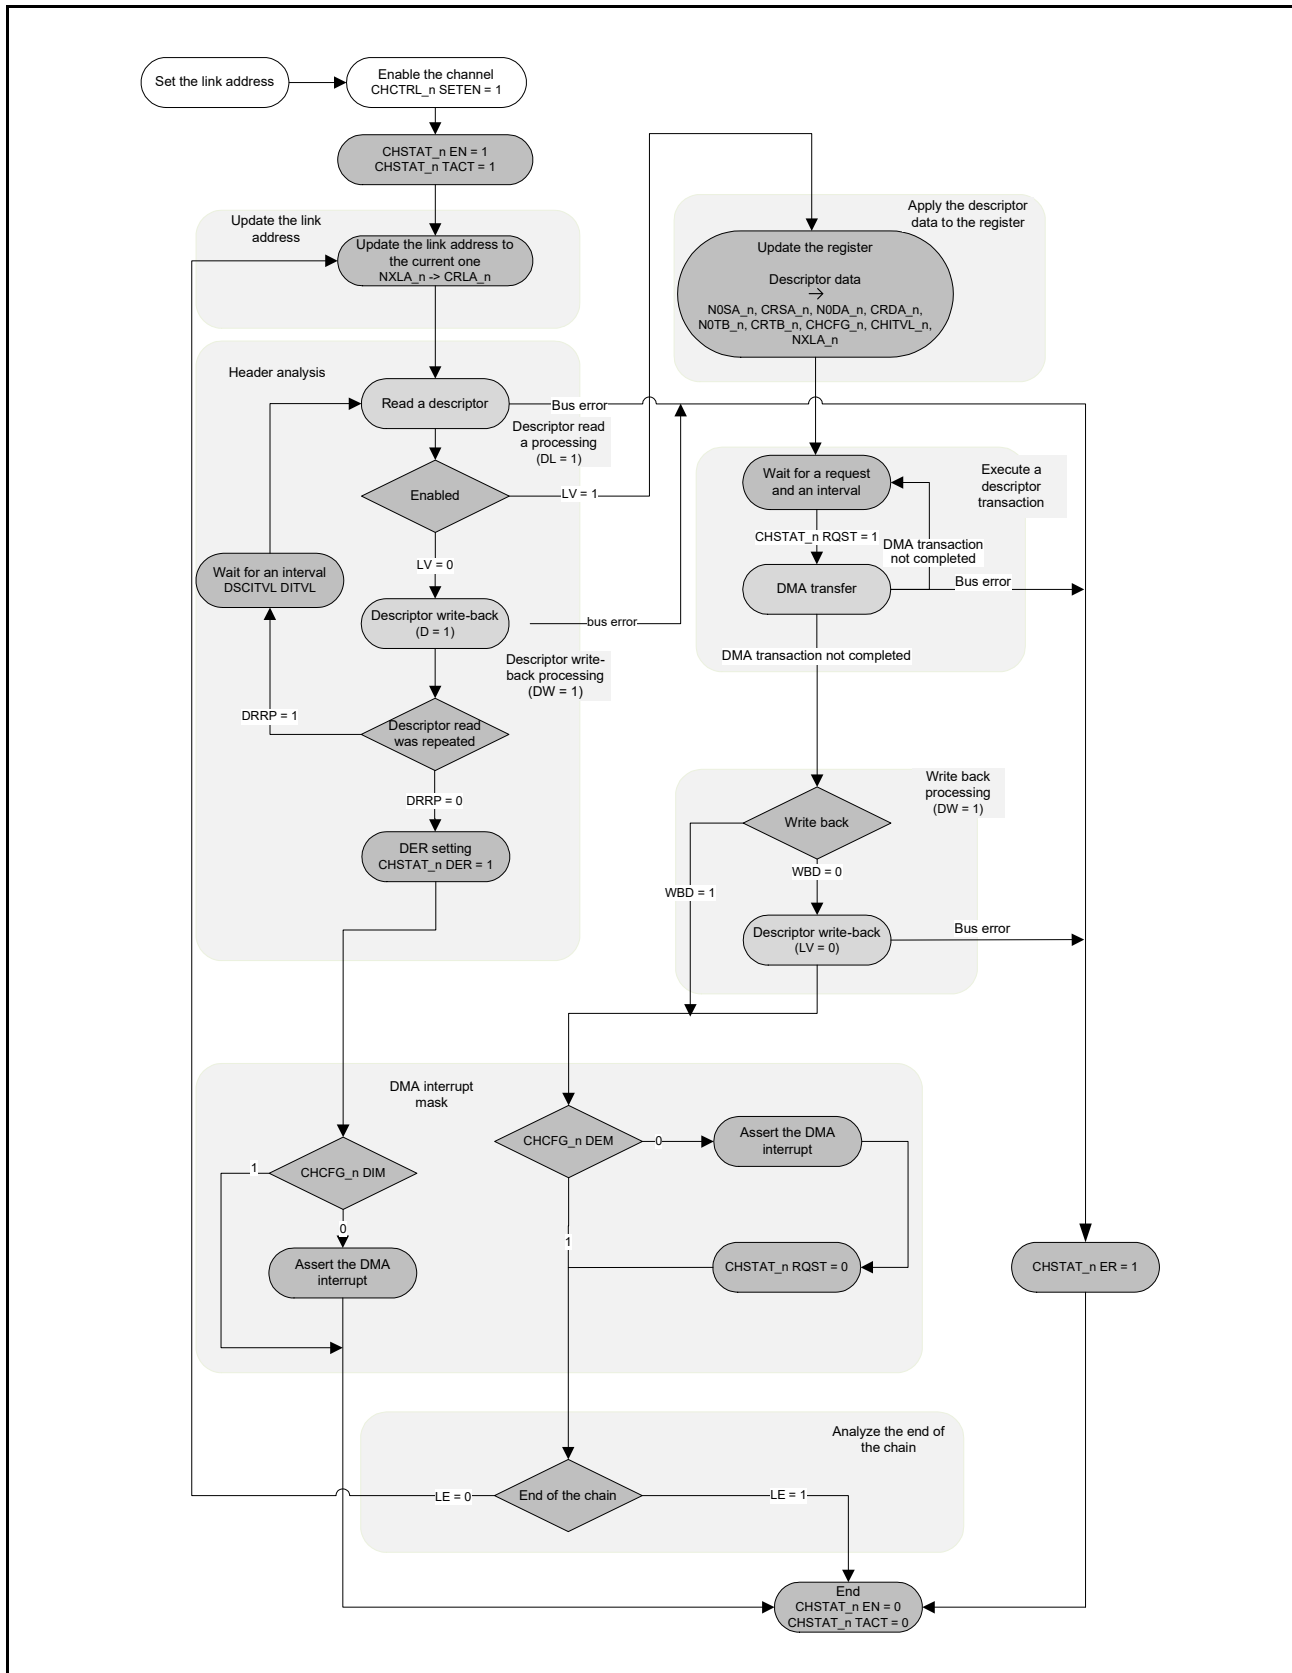 Set the link address
Enable the channel
CHCTRL_n SETEN = 1
CHSTAT_n EN = 1
CHSTAT_n TACT = 1
Update the link
address
Update the link address to
the current one
NXLA_n -> CRLA_n
Apply the descriptor
data to the register
Update the register
Descriptor data
→
N0SA_n, CRSA_n, N0DA_n, CRDA_n,
N0TB_n, CRTB_n, CHCFG_n, CHITVL_n,
NXLA_n
Header analysis
Read a descriptor
Bus error
Descriptor read
a processing
(DL = 1)
Enabled
LV = 1
LV = 0
Wait for an interval
DSCITVL DITVL
Descriptor write-back
(D = 1)
bus error
Descriptor write-
back processing
(DW = 1)
DRRP = 1
Descriptor read
was repeated
DRRP = 0
DER setting
CHSTAT_n DER = 1
Wait for a request
and an interval
Execute a
descriptor
transaction
CHSTAT_n RQST = 1
DMA transaction
not completed
DMA transfer
Bus error
DMA transaction not completed
Write back
processing
(DW = 1)
Write back
WBD = 0
WBD = 1
Descriptor write-back
(LV = 0)
Bus error
DMA interrupt
mask
CHCFG_n DEM
0
Assert the DMA
interrupt
1
CHCFG_n DIM
0
1
Assert the DMA
interrupt
CHSTAT_n RQST = 0
CHSTAT_n ER = 1
Analyze the end of
the chain
LE = 0
End of the chain
LE = 1
End
CHSTAT_n EN = 0
CHSTAT_n TACT = 0